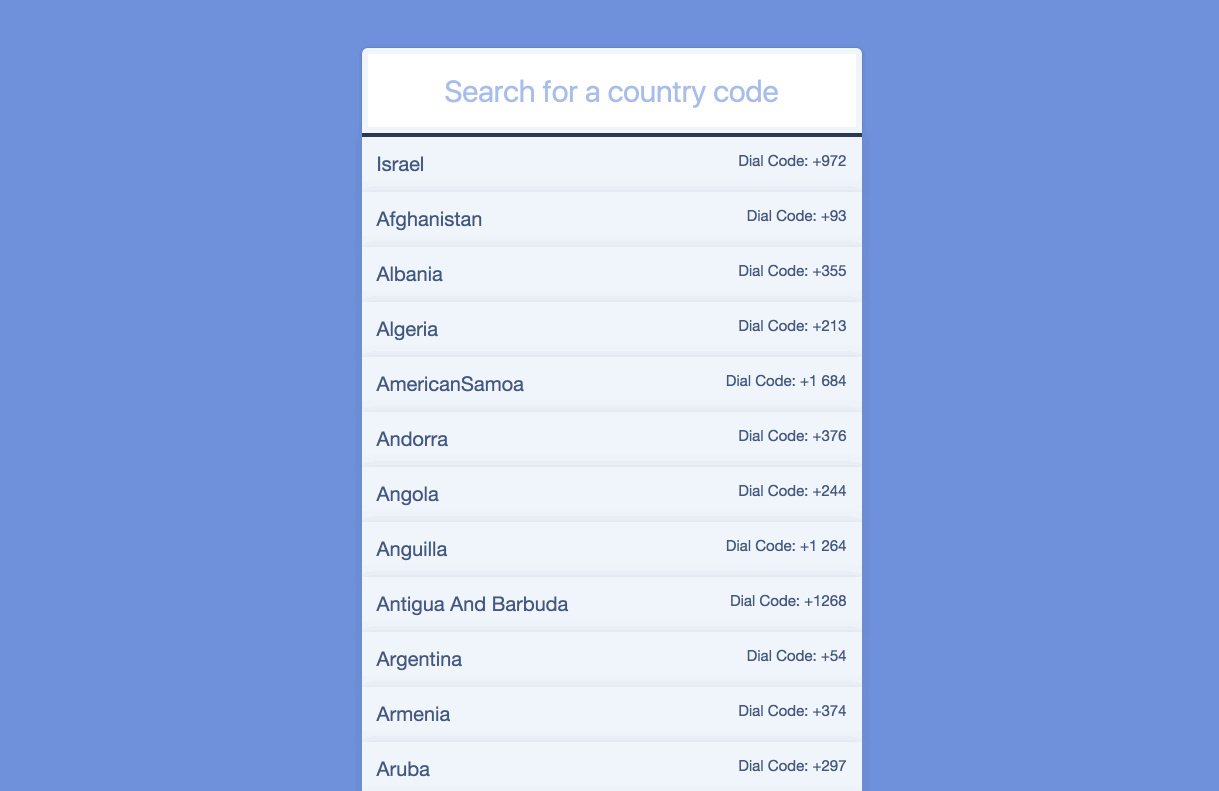 Search for a country code
Israel Dial Code: +972
Afghanistan Dial Code: +93
Albania Dial Code: +355
Algeria Dial Code: +213
AmericanSamoa Dial Code: +1 684
Andorra Dial Code: +376
Angola Dial Code: +244
Anguilla Dial Code: +1 264
Antigua And Barbuda Dial Code: +1268
Argentina Dial Code: +54
Armenia Dial Code: +374
Aruba Dial Code: +297